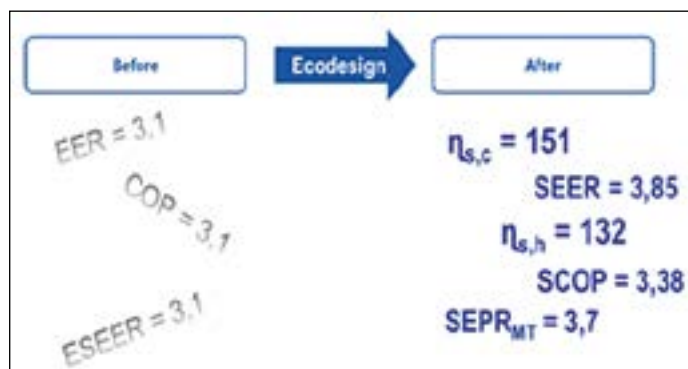 Before
Ecodesign
After
EER = 3,1
COP = 3,1
ESEER = 3,1
ηs,c = 151
SEER = 3,85
ηs,h = 132
SCOP = 3,38
SEPRMT = 3,7